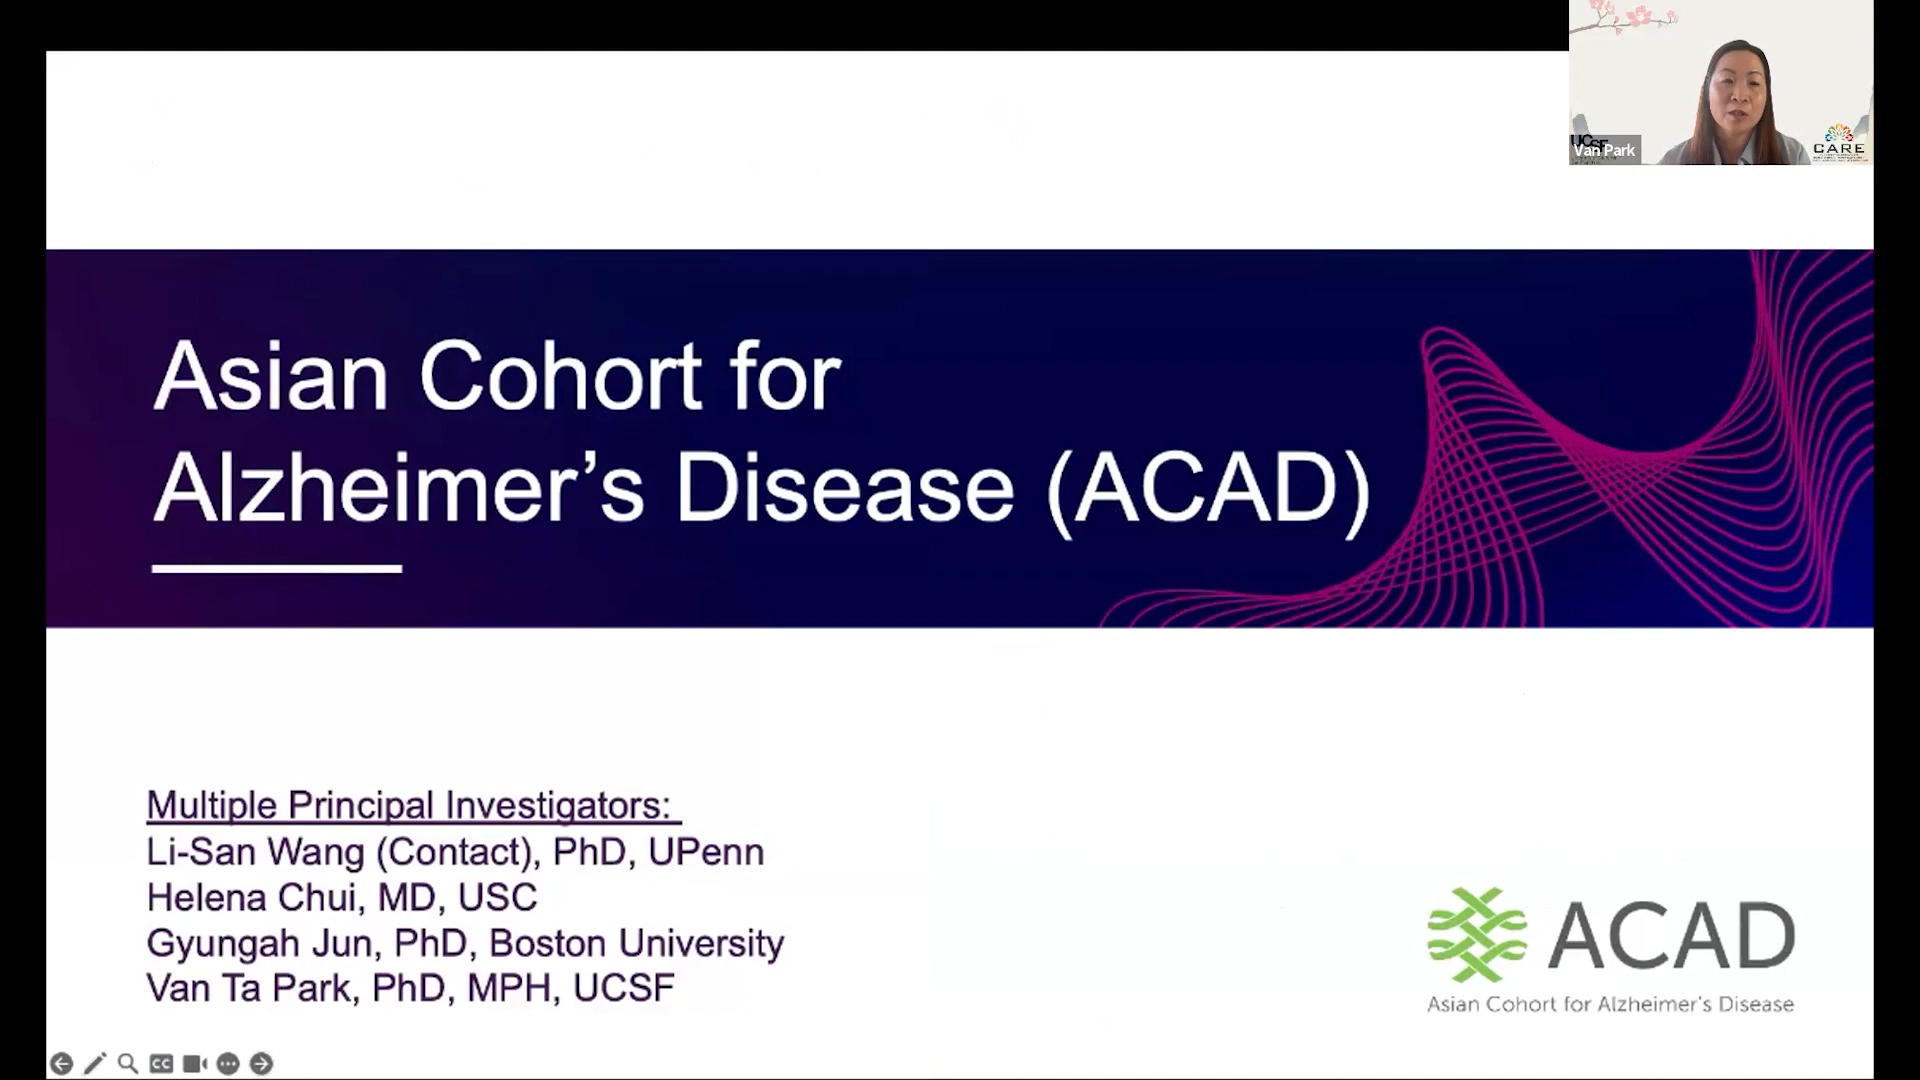 UCSF
Van Park
CARE
Asian Cohort for
Alzheimer’s Disease (ACAD)
Multiple Principal Investigators:
Li-San Wang (Contact), PhD, UPenn
Helena Chui, MD, USC
Gyungah Jun, PhD, Boston University
Van Ta Park, PhD, MPH, UCSF
ACAD
Asian Cohort for Alzheimer's Disease
CC